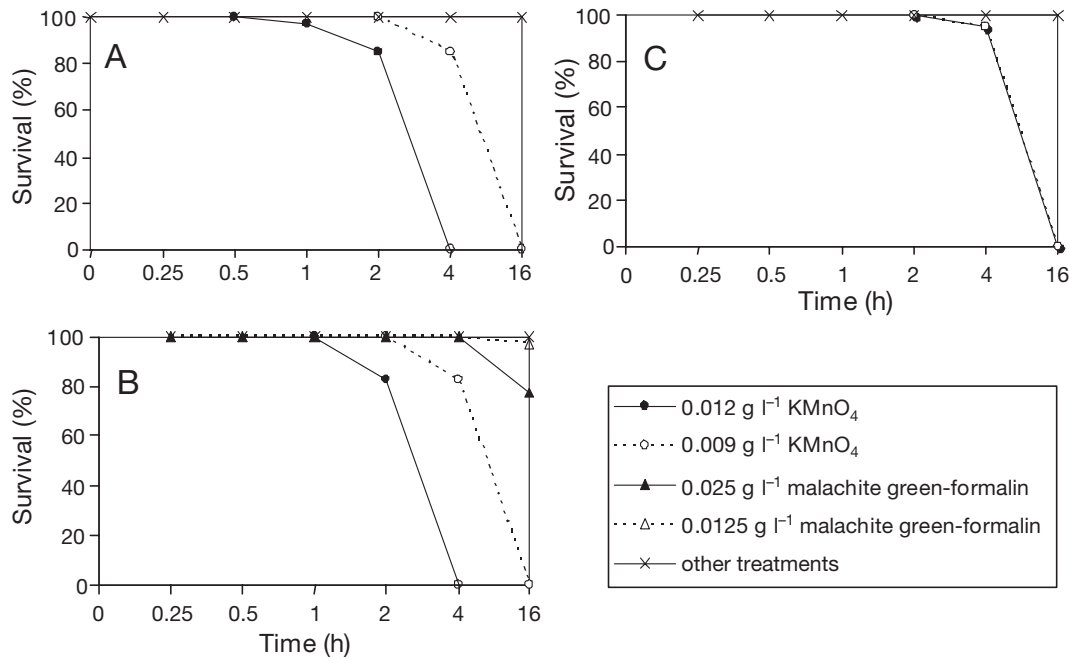 A
Survival (%)
100
80
60
40
20
0
0 0.25 0.5 1 2 4 16
C
Survival (%)
100
80
60
40
20
0
0 0.25 0.5 1 2 4 16
Time (h)
B
Survival (%)
100
80
60
40
20
0
0 0.25 0.5 1 2 4 16
Time (h)
0.012 g l⁻¹ KMnO₄
0.009 g l⁻¹ KMnO₄
0.025 g l⁻¹ malachite green-formalin
0.0125 g l⁻¹ malachite green-formalin
other treatments